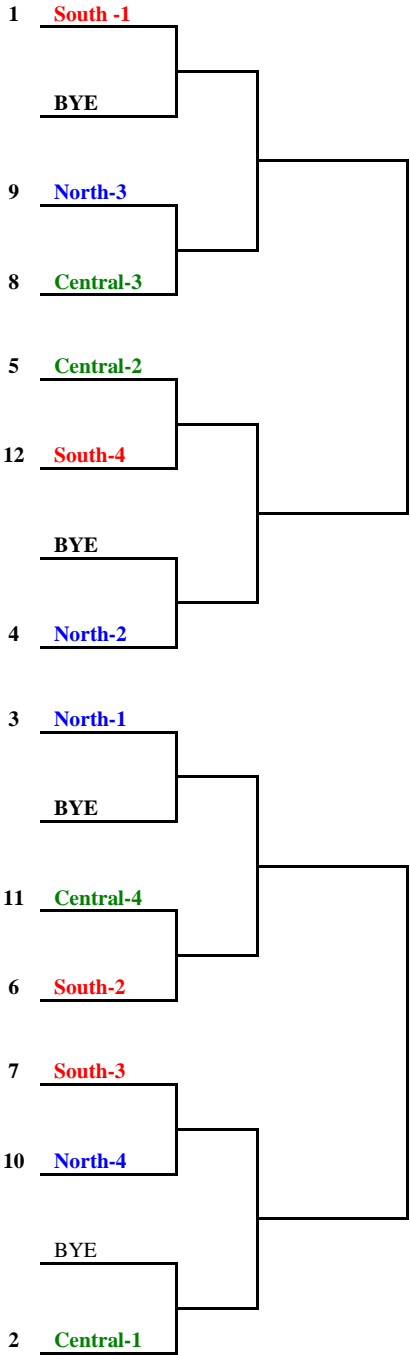 1 South -1
BYE
9 North-3
8 Central-3
5 Central-2
12 South-4
BYE
4 North-2
3 North-1
BYE
11 Central-4
6 South-2
7 South-3
10 North-4
BYE
2 Central-1